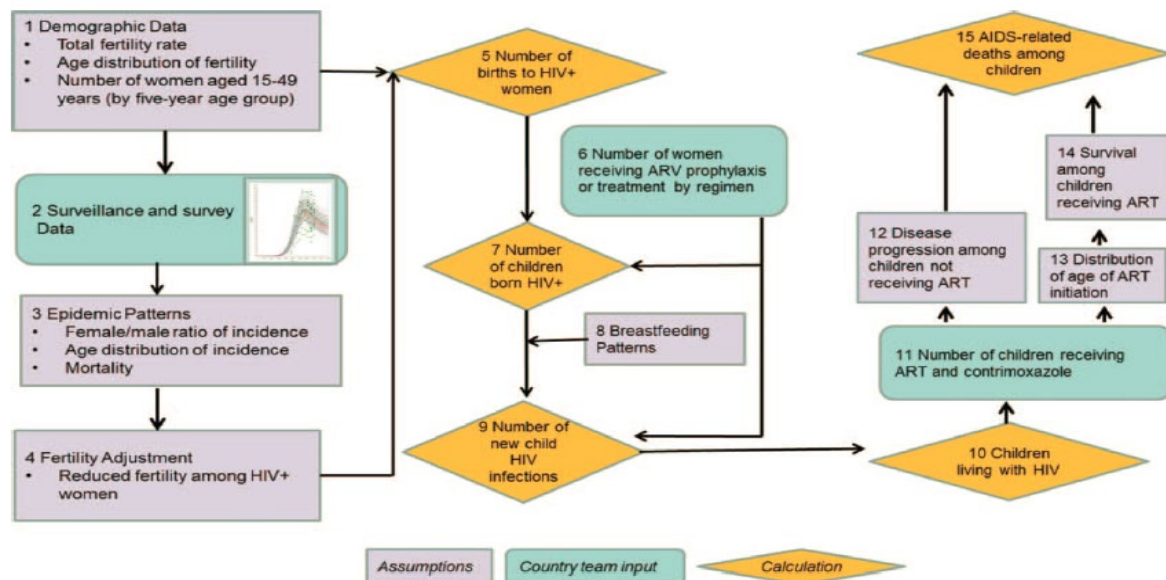 1 Demographic Data
• Total fertility rate
• Age distribution of fertility
• Number of women aged 15-49
years (by five-year age group)
2 Surveillance and survey
Data
3 Epidemic Patterns
• Female/male ratio of incidence
• Age distribution of incidence
• Mortality
4 Fertility Adjustment
• Reduced fertility among HIV+
women
5 Number of
births to HIV+
women
6 Number of women
receiving ARV prophylaxis
or treatment by regimen
7 Number
of children
born HIV+
8 Breastfeeding
Patterns
9 Number of
new child
HIV
infections
10 Children
living with HIV
11 Number of children receiving
ART and contrimoxazole
12 Disease
progression among
children not
receiving ART
13 Distribution
of age of ART
initiation
14 Survival
among
children
receiving ART
15 AIDS-related
deaths among
children
Assumptions
Country team input
Calculation